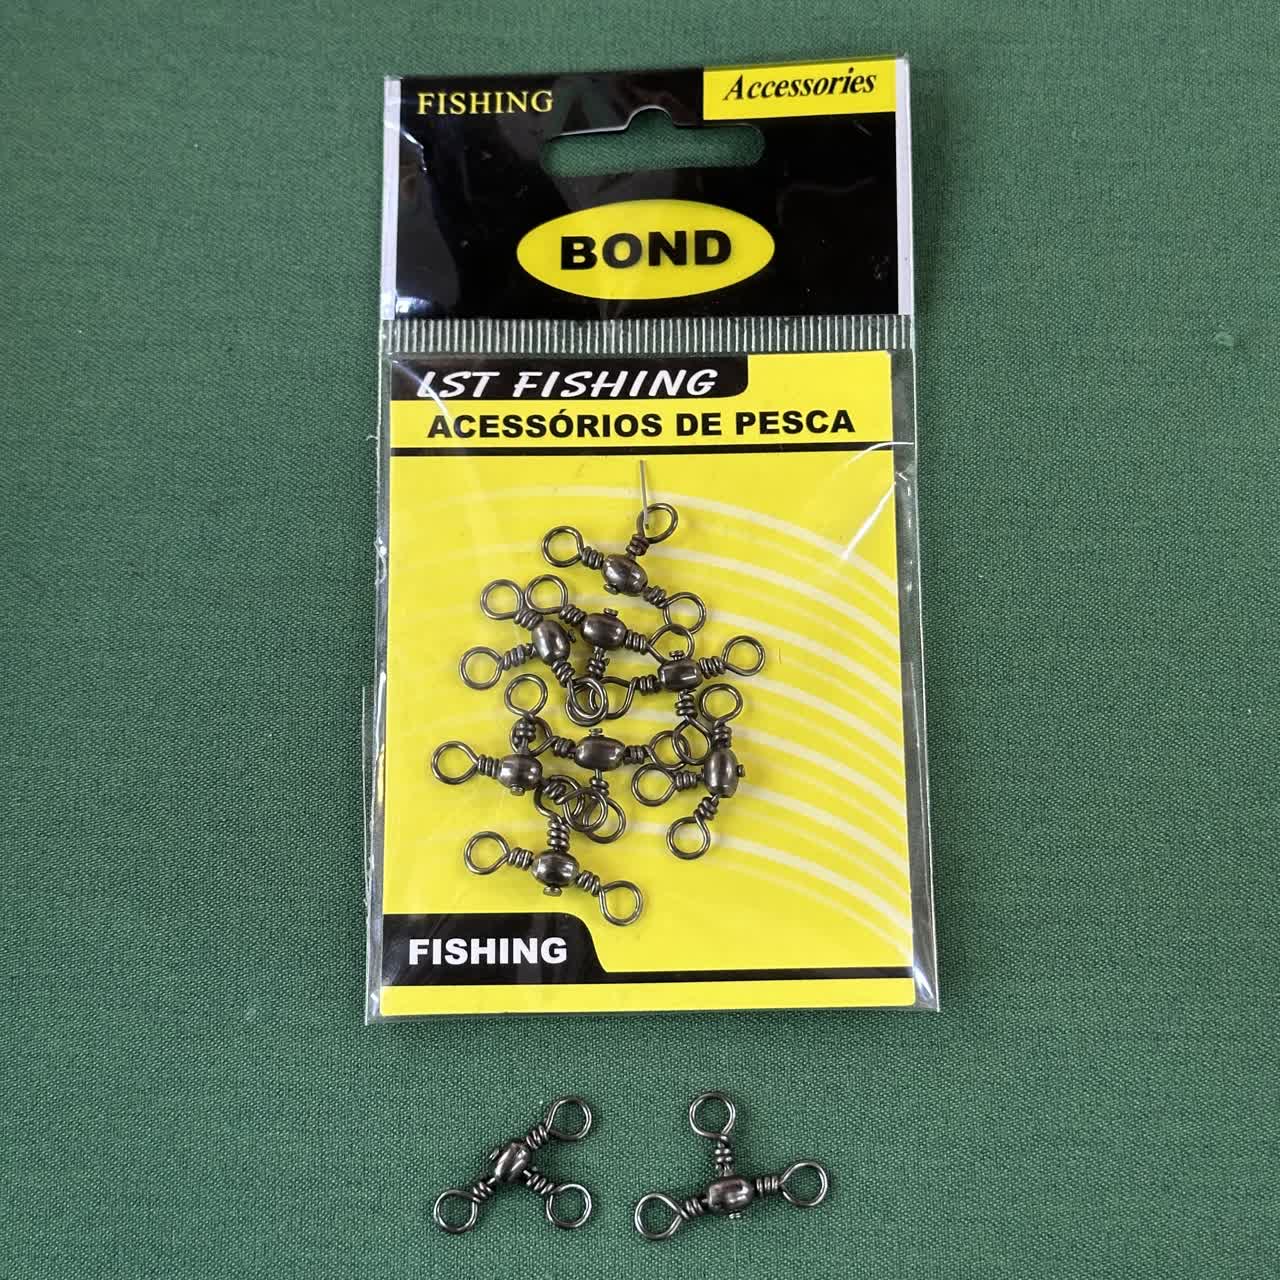 FISHING
Accessories
BOND
LST FISHING
ACESSÓRIOS DE PESCA
FISHING